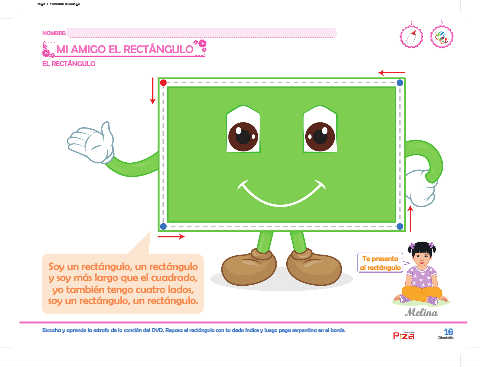 NOMBRE:
MI AMIGO EL RECTÁNGULO
EL RECTÁNGULO
Te presento
al rectángulo
Soy un rectángulo, un rectángulo
y soy más largo que el cuadrado,
yo también tengo cuatro lados,
soy un rectángulo, un rectángulo.
Melina
Escucha y aprende la estrofa de la canción del DVD. Repasa el rectángulo con tu dedo índice y luego pega serpentina en el borde.
16